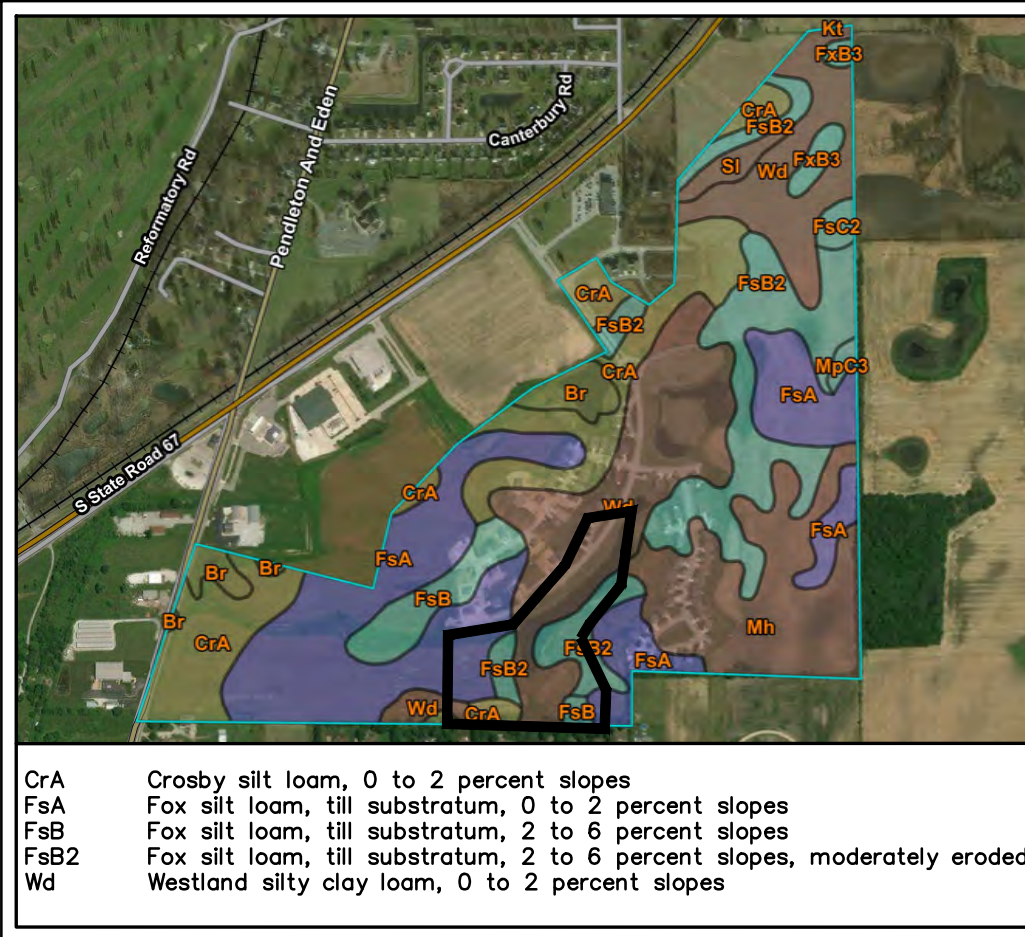 Kt
FxB3
CrA
FsB2
Canterbury Rd
Reformatory Rd
Pendleton And Eden
Sl
Wd
FxB3
FsC2
FsB2
CrA
FsB2
MpC3
CrA
Br
FsA
S State Road 67
CrA
Wd
FsA
FsA
Br
Br
FsB
Br
Mh
CrA
FsB2
FsA
FsB2
Wd
CrA
FsB
CrA Crosby silt loam, 0 to 2 percent slopes
FsA Fox silt loam, till substratum, 0 to 2 percent slopes
FsB Fox silt loam, till substratum, 2 to 6 percent slopes
FsB2 Fox silt loam, till substratum, 2 to 6 percent slopes, moderately eroded
Wd Westland silty clay loam, 0 to 2 percent slopes